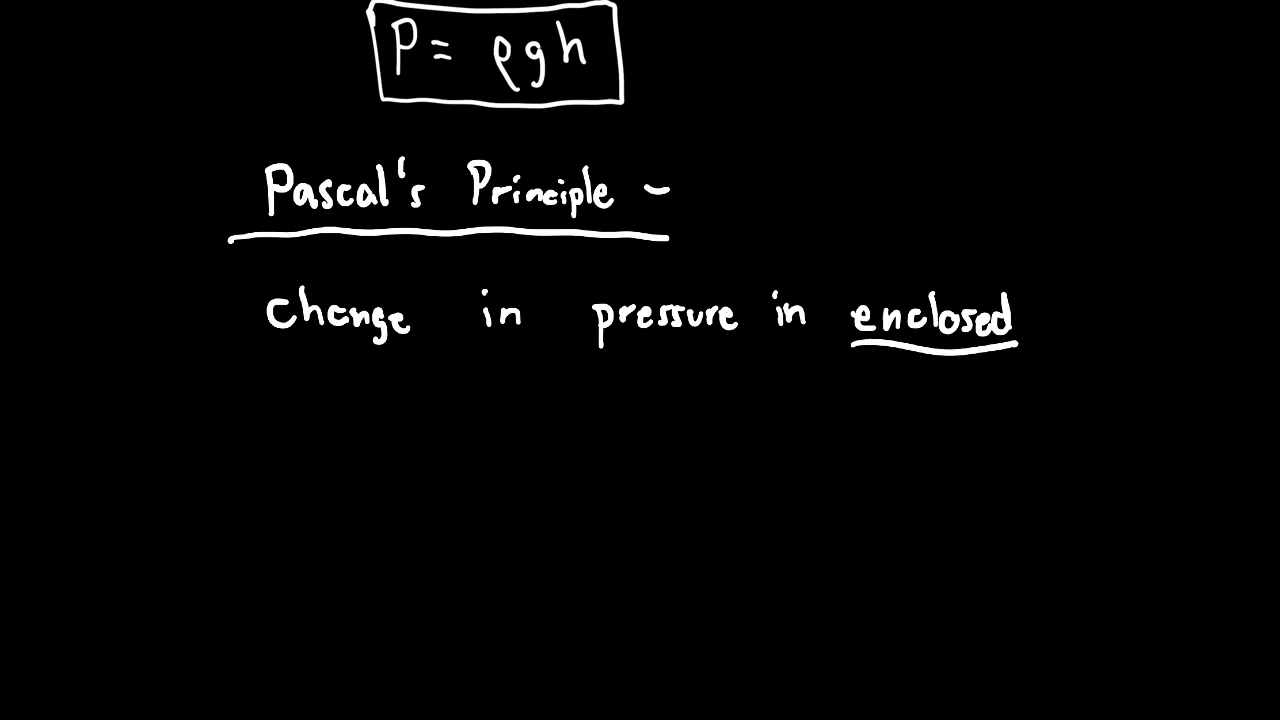 P = ρgh
Pascal's Principle -
Change in pressure in enclosed